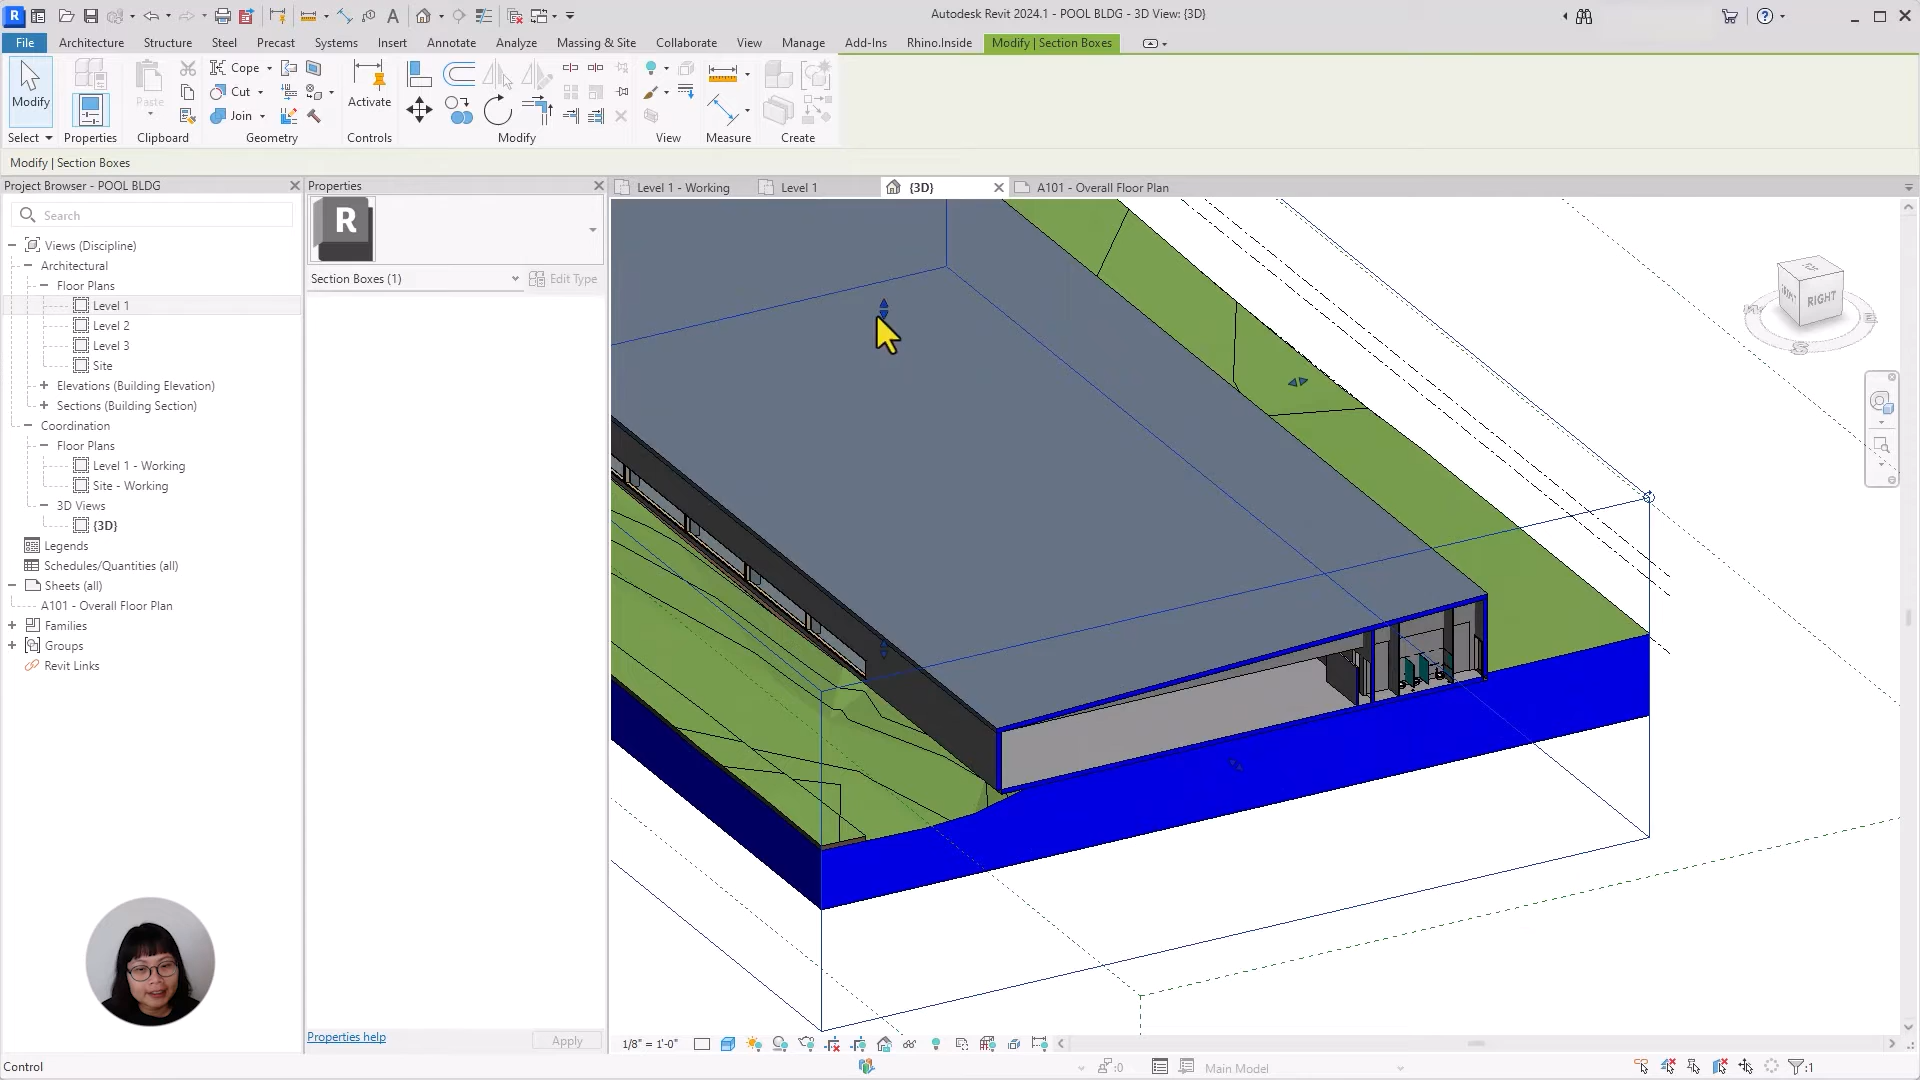 Autodesk Revit 2024.1 - POOL BLDG - 3D View: {3D}
File Architecture Structure Steel Precast Systems Insert Annotate Analyze Massing & Site Collaborate View Manage Add-Ins Rhino.Inside Modify | Section Boxes
Modify
Paste
Cope
Cut
Join
Activate
Select Properties Clipboard Geometry Controls Modify View Measure Create
Modify | Section Boxes
Project Browser - POOL BLDG
Search
Views (Discipline)
Architectural
Floor Plans
Level 1
Level 2
Level 3
Site
Elevations (Building Elevation)
Sections (Building Section)
Coordination
Floor Plans
Level 1 - Working
Site - Working
3D Views
{3D}
Legends
Schedules/Quantities (all)
Sheets (all)
A101 - Overall Floor Plan
Families
Groups
Revit Links
Properties
R
Section Boxes (1)
Edit Type
Properties help
Apply
Level 1 - Working
Level 1
{3D}
A101 - Overall Floor Plan
RIGHT
1/8" = 1'-0"
Control
:0
Main Model
:1